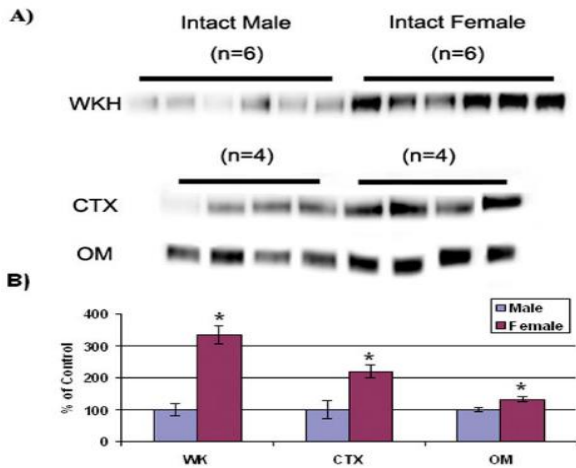 A)
Intact Male Intact Female
(n=6) (n=6)
WKH
(n=4) (n=4)
CTX
OM
B)
% of Control
400
300
200
100
0
* * *
Male
Female
WK CTX OM